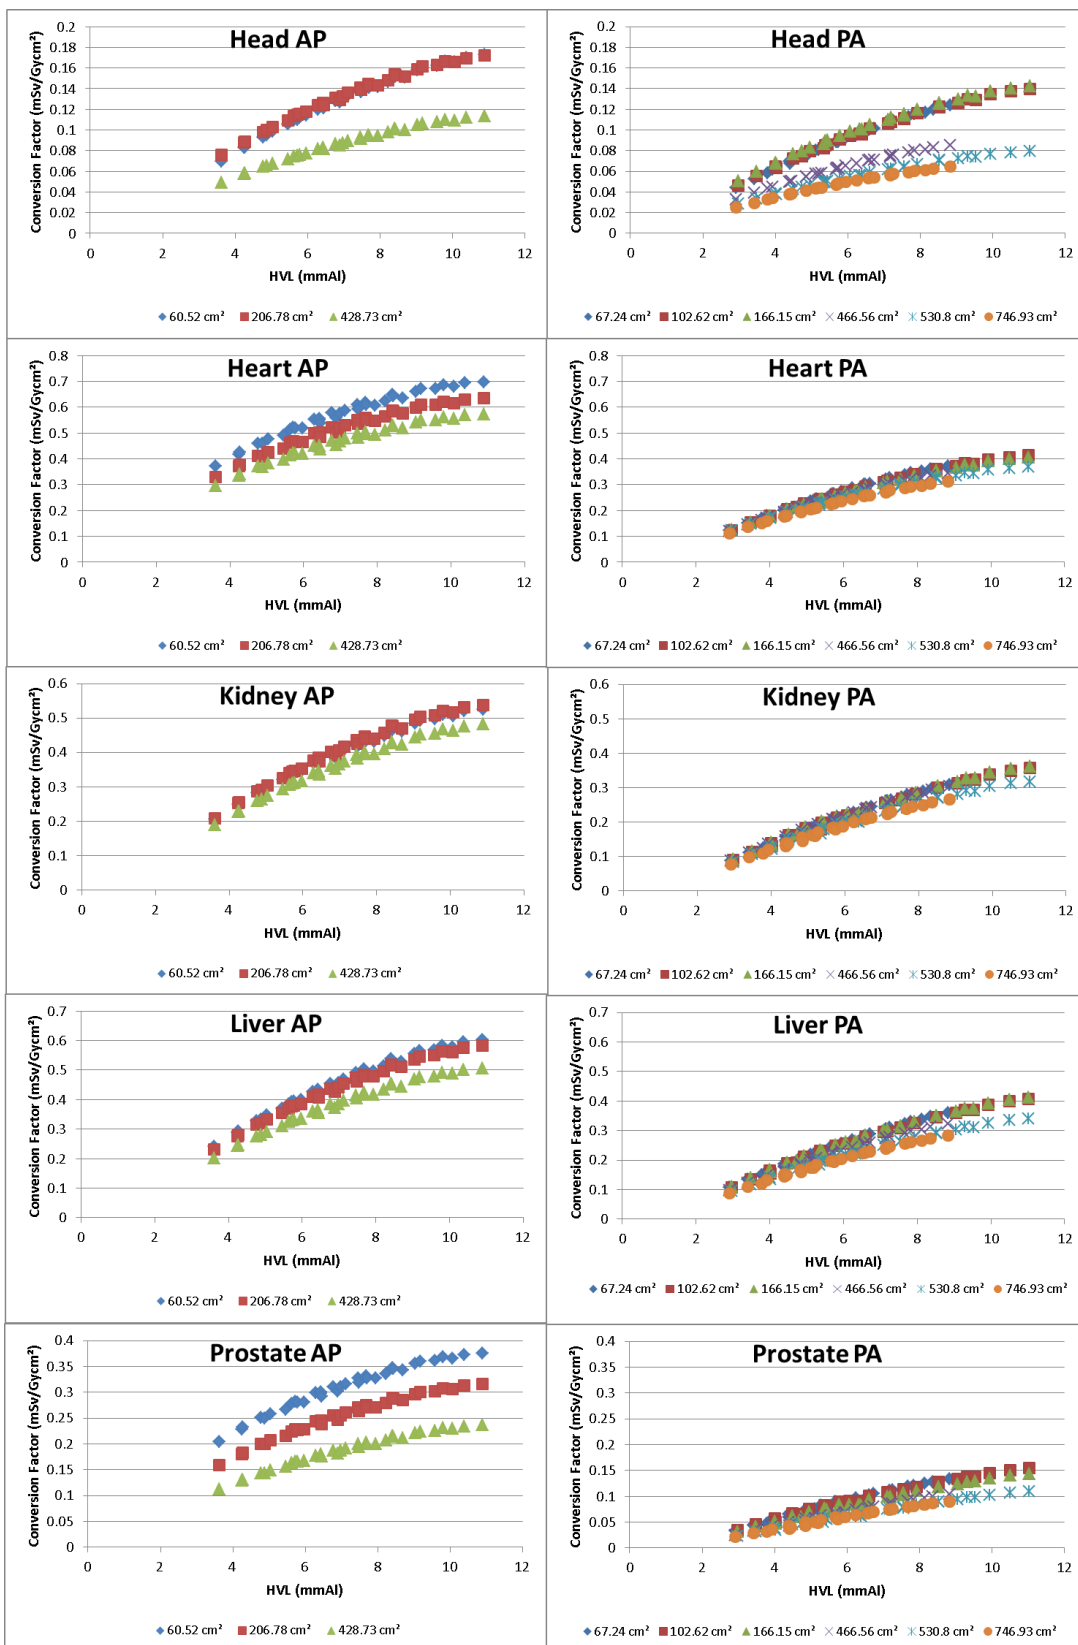 Head AP
Conversion Factor (mSv/Gycm²)
0.2
0.18
0.16
0.14
0.12
0.1
0.08
0.06
0.04
0.02
0
0 2 4 6 8 10 12
HVL (mmAl)
60.52 cm² 206.78 cm² 428.73 cm²
Head PA
Conversion Factor (mSv/Gycm²)
0.2
0.18
0.16
0.14
0.12
0.1
0.08
0.06
0.04
0.02
0
0 2 4 6 8 10 12
HVL (mmAl)
67.24 cm² 102.62 cm² 166.15 cm² 466.56 cm² 530.8 cm² 746.93 cm²
Heart AP
Conversion Factor (mSv/Gycm²)
0.8
0.7
0.6
0.5
0.4
0.3
0.2
0.1
0
0 2 4 6 8 10 12
HVL (mmAl)
60.52 cm² 206.78 cm² 428.73 cm²
Heart PA
Conversion Factor (mSv/Gycm²)
0.8
0.7
0.6
0.5
0.4
0.3
0.2
0.1
0
0 2 4 6 8 10 12
HVL (mmAl)
67.24 cm² 102.62 cm² 166.15 cm² 466.56 cm² 530.8 cm² 746.93 cm²
Kidney AP
Conversion Factor (mSv/Gycm²)
0.6
0.5
0.4
0.3
0.2
0.1
0
0 2 4 6 8 10 12
HVL (mmAl)
60.52 cm² 206.78 cm² 428.73 cm²
Kidney PA
Conversion Factor (mSv/Gycm²)
0.6
0.5
0.4
0.3
0.2
0.1
0
0 2 4 6 8 10 12
HVL (mmAl)
67.24 cm² 102.62 cm² 166.15 cm² 466.56 cm² 530.8 cm² 746.93 cm²
Liver AP
Conversion Factor (mSv/Gycm²)
0.7
0.6
0.5
0.4
0.3
0.2
0.1
0
0 2 4 6 8 10 12
HVL (mmAl)
60.52 cm² 206.78 cm² 428.73 cm²
Liver PA
Conversion Factor (mSv/Gycm²)
0.7
0.6
0.5
0.4
0.3
0.2
0.1
0
0 2 4 6 8 10 12
HVL (mmAl)
67.24 cm² 102.62 cm² 166.15 cm² 466.56 cm² 530.8 cm² 746.93 cm²
Prostate AP
Conversion Factor (mSv/Gycm²)
0.4
0.35
0.3
0.25
0.2
0.15
0.1
0.05
0
0 2 4 6 8 10 12
HVL (mmAl)
60.52 cm² 206.78 cm² 428.73 cm²
Prostate PA
Conversion Factor (mSv/Gycm²)
0.4
0.35
0.3
0.25
0.2
0.15
0.1
0.05
0
0 2 4 6 8 10 12
HVL (mmAl)
67.24 cm² 102.62 cm² 166.15 cm² 466.56 cm² 530.8 cm² 746.93 cm²